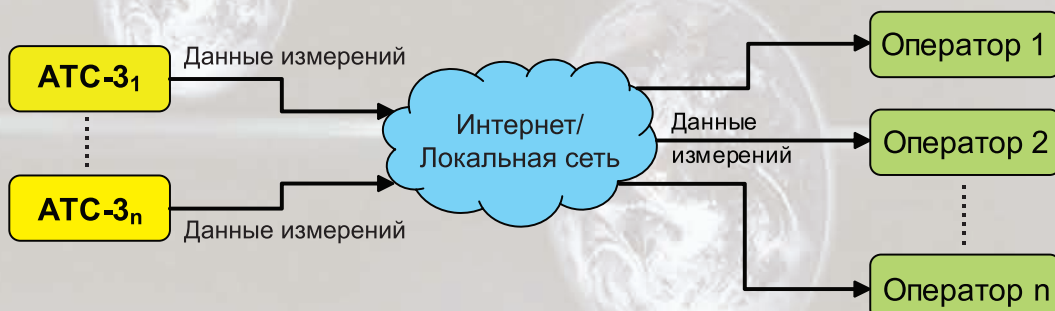 АТС-3₁
Данные измерений
АТС-3ₙ
Данные измерений
Интернет/
Локальная сеть
Данные
измерений
Оператор 1
Оператор 2
Оператор n